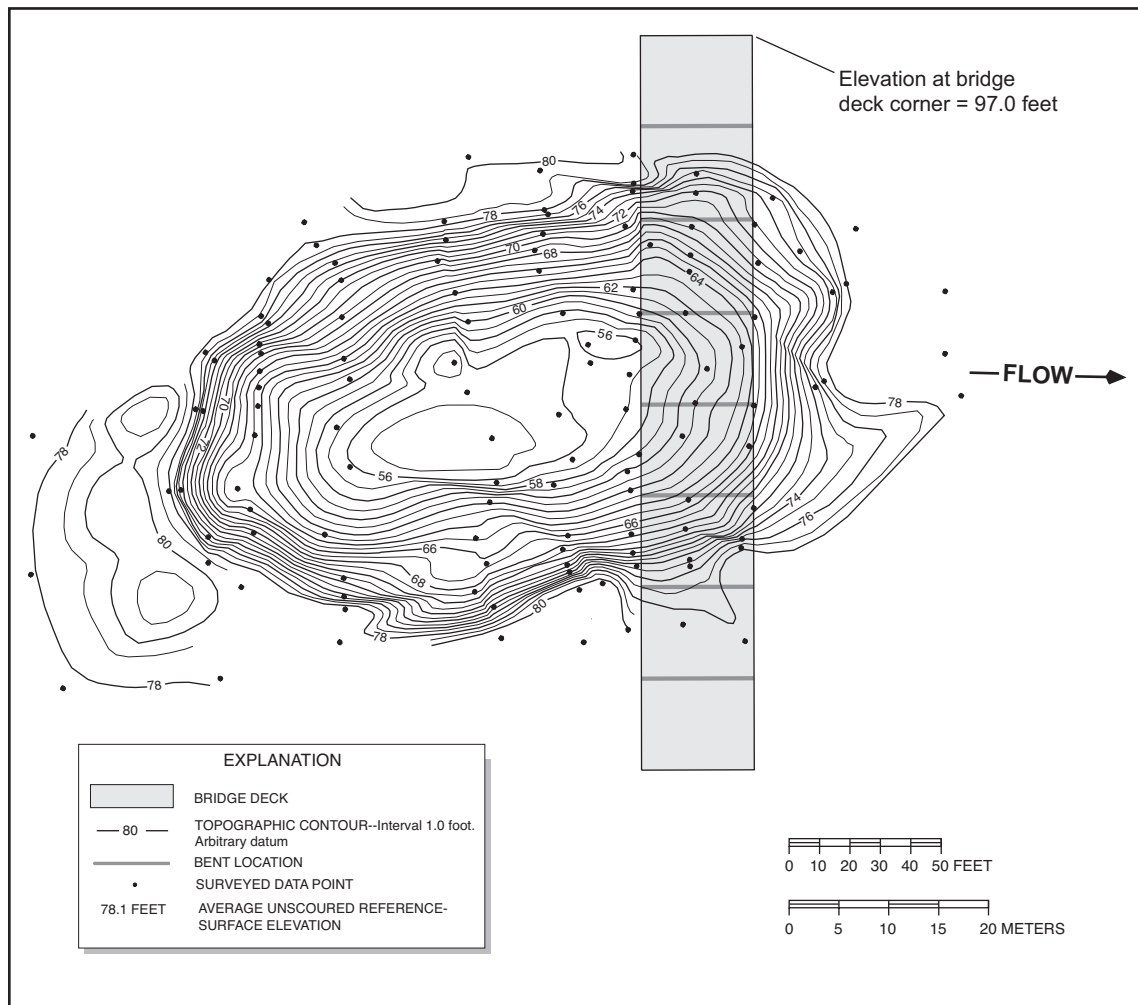 Elevation at bridge
deck corner = 97.0 feet
80
78
76
74
72
70
68
62
60
64
56
FLOW
78
70
72
78
56
58
74
76
66
66
68
80
80
78
78
EXPLANATION
BRIDGE DECK
80
TOPOGRAPHIC CONTOUR--Interval 1.0 foot.
Arbitrary datum
BENT LOCATION
SURVEYED DATA POINT
78.1 FEET AVERAGE UNSCOURED REFERENCE-
SURFACE ELEVATION
0 10 20 30 40 50 FEET
0 5 10 15 20 METERS